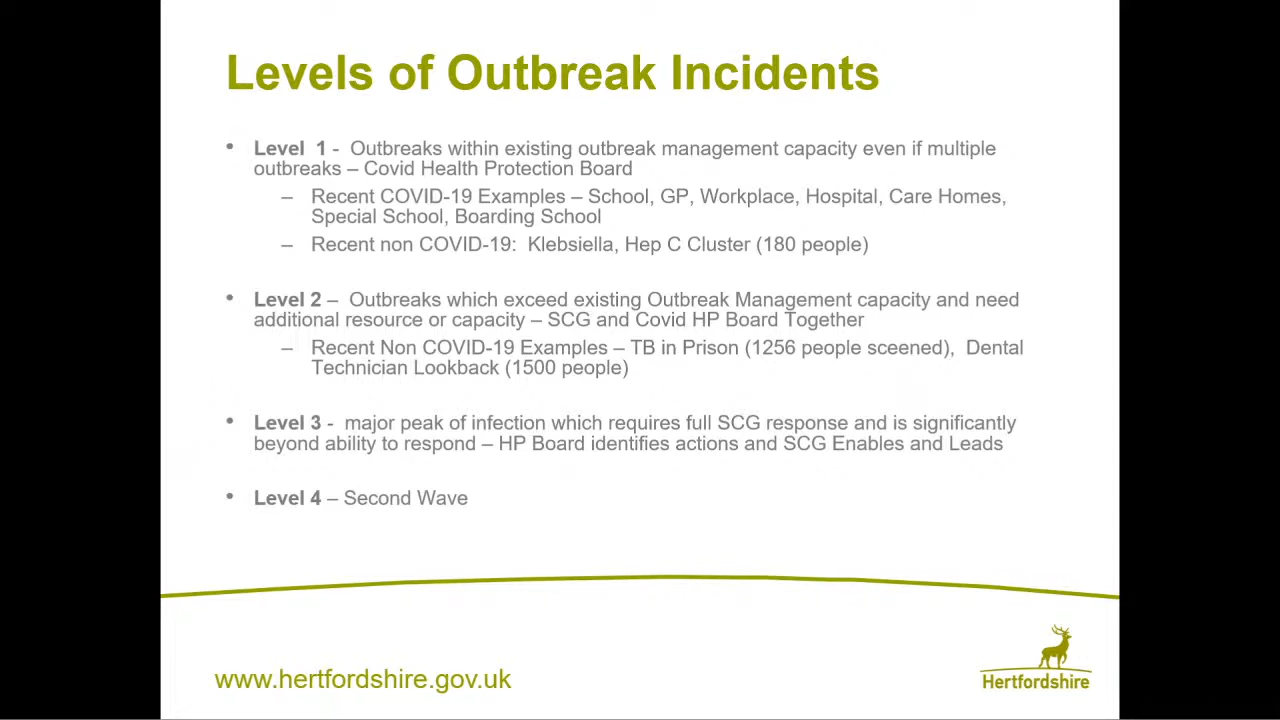 Levels of Outbreak Incidents
• Level 1 - Outbreaks within existing outbreak management capacity even if multiple
outbreaks – Covid Health Protection Board
– Recent COVID-19 Examples – School, GP, Workplace, Hospital, Care Homes,
Special School, Boarding School
– Recent non COVID-19: Klebsiella, Hep C Cluster (180 people)
• Level 2 – Outbreaks which exceed existing Outbreak Management capacity and need
additional resource or capacity – SCG and Covid HP Board Together
– Recent Non COVID-19 Examples – TB in Prison (1256 people sceened), Dental
Technician Lookback (1500 people)
• Level 3 - major peak of infection which requires full SCG response and is significantly
beyond ability to respond – HP Board identifies actions and SCG Enables and Leads
• Level 4 – Second Wave
www.hertfordshire.gov.uk
Hertfordshire